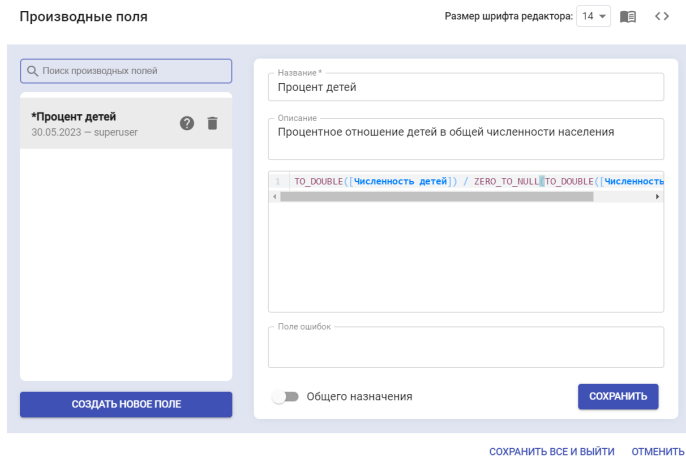 Производные поля
Размер шрифта редактора: 14
Поиск производных полей
*Процент детей
30.05.2023 — superuser
СОЗДАТЬ НОВОЕ ПОЛЕ
Название *
Процент детей
Описание
Процентное отношение детей в общей численности населения
1 TO_DOUBLE([Численность детей]) / ZERO_TO_NULL(TO_DOUBLE([Численность
Поле ошибок
Общего назначения
СОХРАНИТЬ
СОХРАНИТЬ ВСЕ И ВЫЙТИ ОТМЕНИТЬ